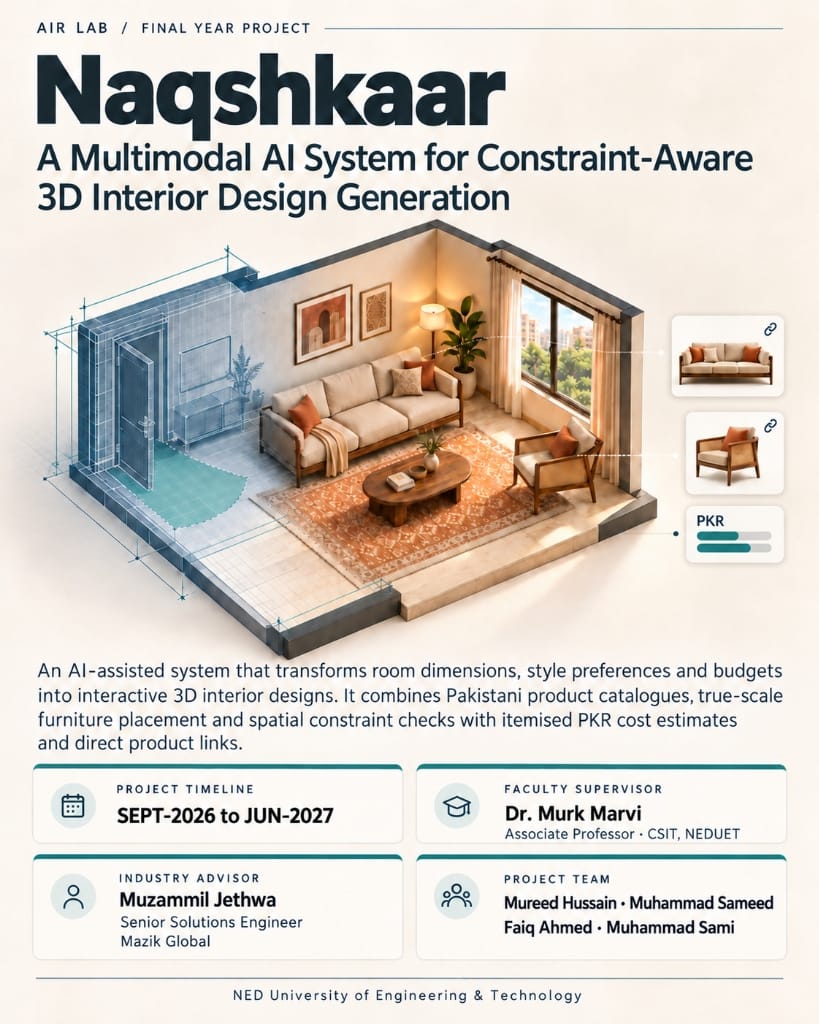 AIR LAB / FINAL YEAR PROJECT
Naqshkaar
A Multimodal AI System for Constraint-Aware
3D Interior Design Generation
PKR
An AI-assisted system that transforms room dimensions, style preferences and budgets
into interactive 3D interior designs. It combines Pakistani product catalogues, true-scale
furniture placement and spatial constraint checks with itemised PKR cost estimates
and direct product links.
PROJECT TIMELINE
SEPT-2026 to JUN-2027
FACULTY SUPERVISOR
Dr. Murk Marvi
Associate Professor · CSIT, NEDUET
INDUSTRY ADVISOR
Muzammil Jethwa
Senior Solutions Engineer
Mazik Global
PROJECT TEAM
Mureed Hussain · Muhammad Sameed
Faiq Ahmed · Muhammad Sami
NED University of Engineering & Technology